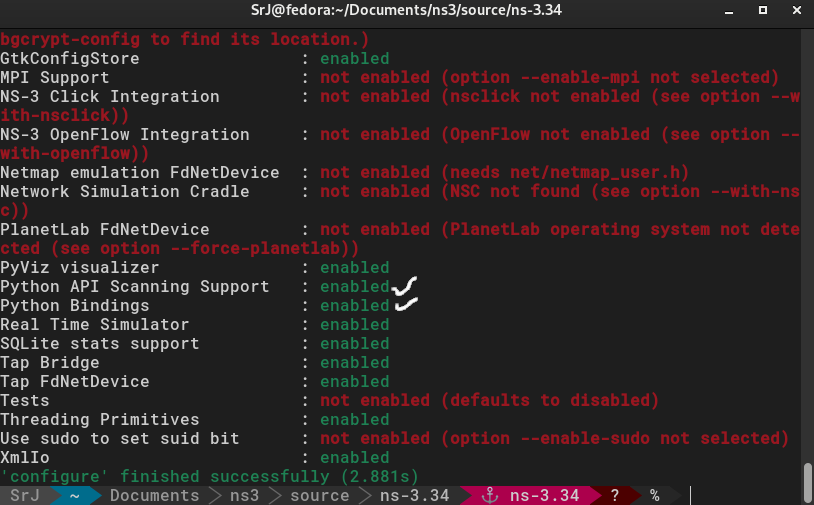 SrJ@fedora:~/Documents/ns3/source/ns-3.34
bgcrypt-config to find its location.)
GtkConfigStore : enabled
MPI Support : not enabled (option --enable-mpi not selected)
NS-3 Click Integration : not enabled (nsclick not enabled (see option --w
ith-nsclick))
NS-3 OpenFlow Integration : not enabled (OpenFlow not enabled (see option --
with-openflow))
Netmap emulation FdNetDevice : not enabled (needs net/netmap_user.h)
Network Simulation Cradle : not enabled (NSC not found (see option --with-ns
c))
PlanetLab FdNetDevice : not enabled (PlanetLab operating system not dete
cted (see option --force-planetlab))
PyViz visualizer : enabled
Python API Scanning Support : enabled
Python Bindings : enabled
Real Time Simulator : enabled
SQLite stats support : enabled
Tap Bridge : enabled
Tap FdNetDevice : enabled
Tests : not enabled (defaults to disabled)
Threading Primitives : enabled
Use sudo to set suid bit : not enabled (option --enable-sudo not selected)
XmlIo : enabled
'configure' finished successfully (2.881s)
SrJ ~ Documents ns3 source ns-3.34 ns-3.34 ? %